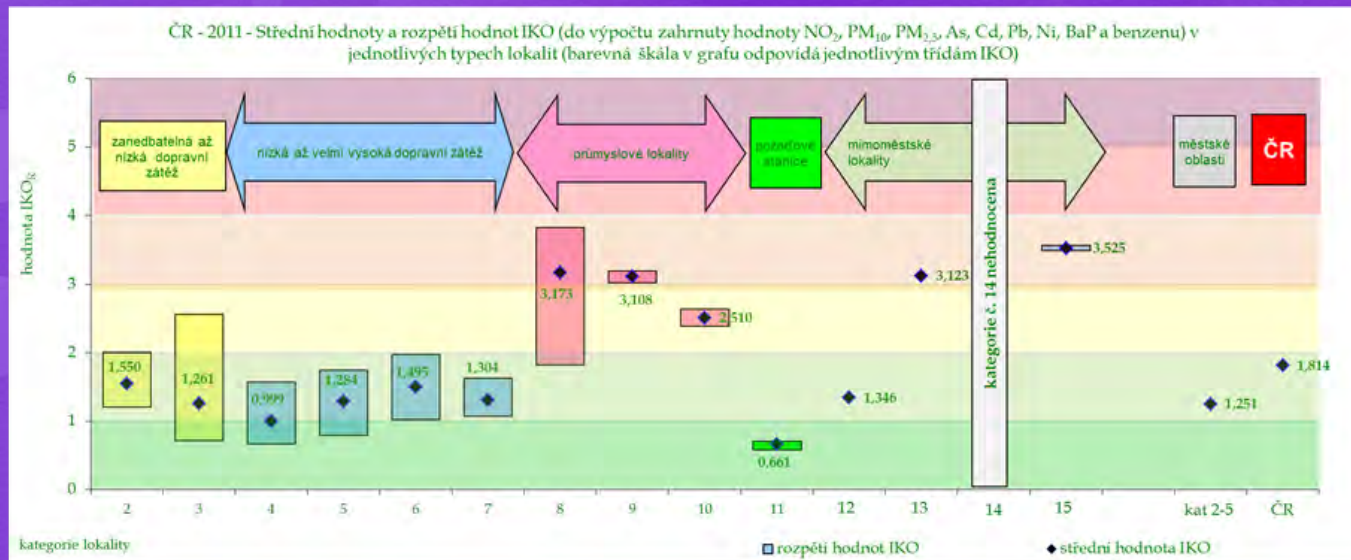 ČR - 2011 - Střední hodnoty a rozpětí hodnot IKO (do výpočtu zahrnuty hodnoty NO2, PM10, PM2,5, As, Cd, Pb, Ni, BaP a benzenu) v
jednotlivých typech lokalit (barevná škála v grafu odpovídá jednotlivým třídám IKO)
hodnota IKOR
6
5
4
3
2
1
0
zanedbatelná až
nízká dopravní
zátěž
nízká až velmi vysoká dopravní zátěž
průmyslové lokality
pozaďové
stanice
mimoměstské
lokality
městské
oblasti
ČR
kategorie č. 14 nehodnocena
1,550
1,261
0,999
1,284
1,495
1,304
3,173
3,108
2,510
0,661
1,346
3,123
3,525
1,251
1,814
2 3 4 5 6 7 8 9 10 11 12 13 14 15 kat 2-5 ČR
kategorie lokality
rozpětí hodnot IKO
střední hodnota IKO